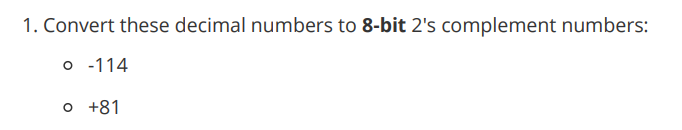 1. Convert these decimal numbers to 8-bit 2's complement numbers:
o -114
o +81